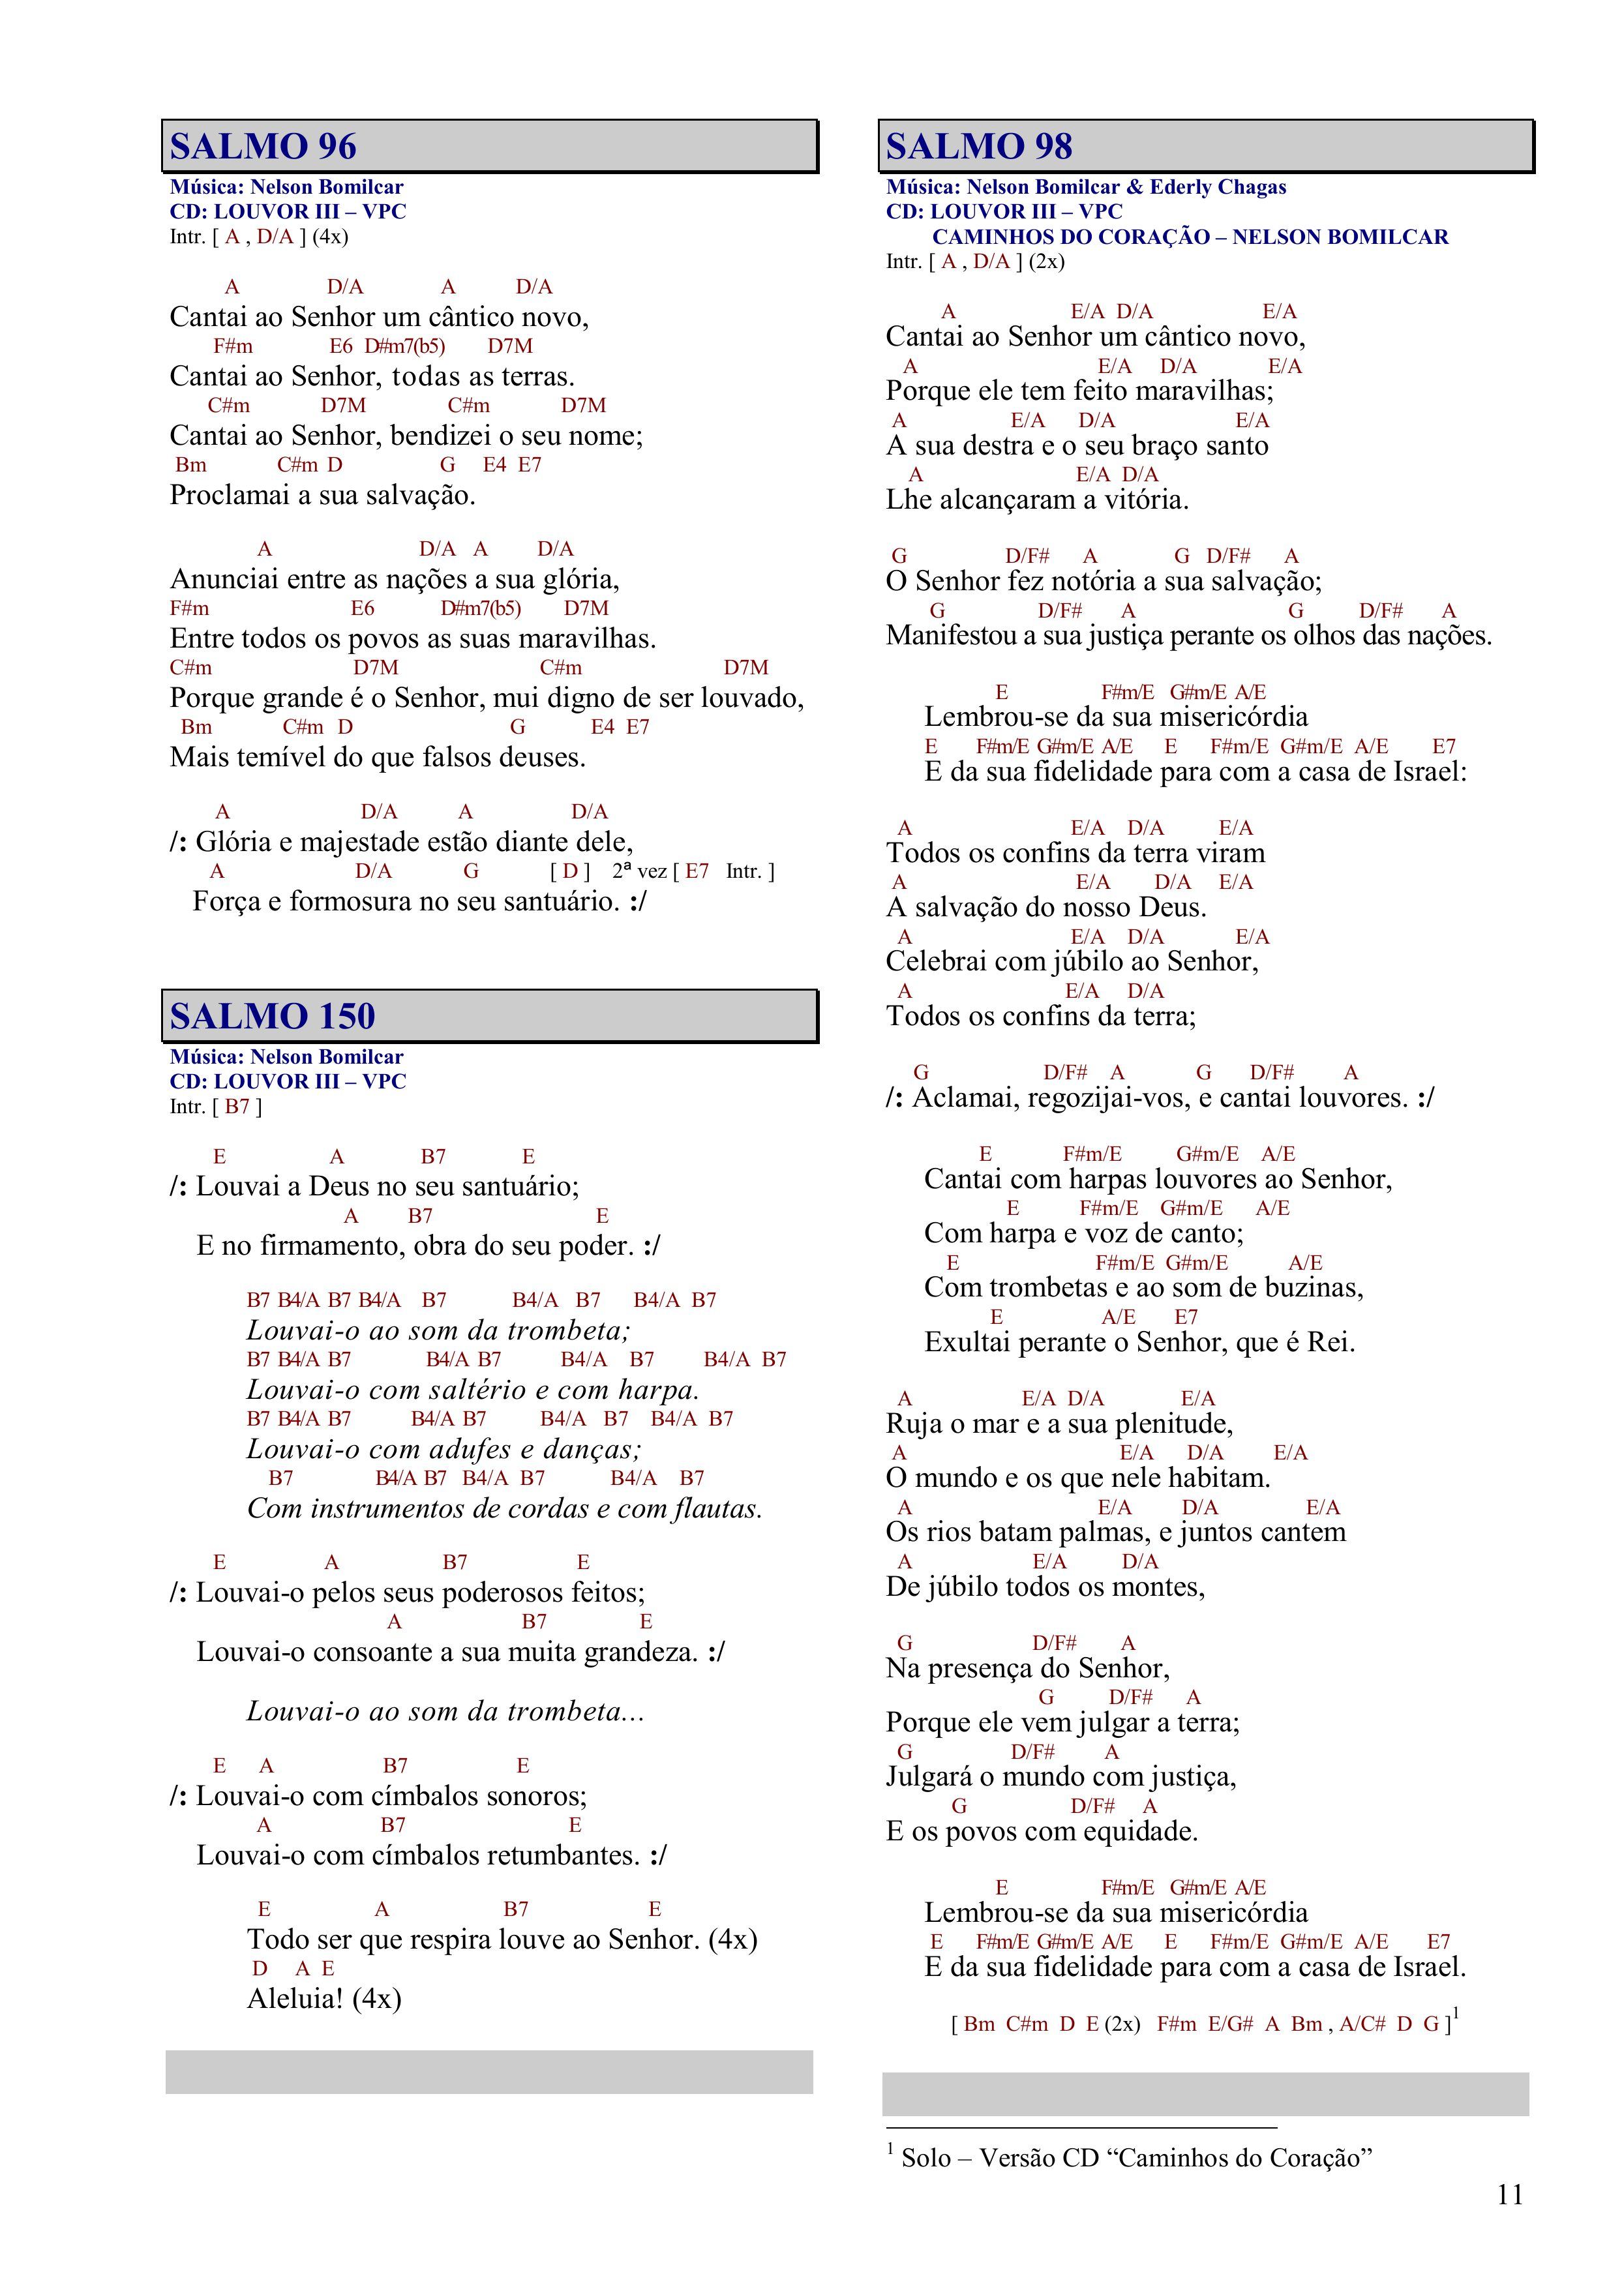 SALMO 96
Música: Nelson Bomilcar
CD: LOUVOR III – VPC
Intr. [ A , D/A ] (4x)
A D/A A D/A
Cantai ao Senhor um cântico novo,
F#m E6 D#m7(b5) D7M
Cantai ao Senhor, todas as terras.
C#m D7M C#m D7M
Cantai ao Senhor, bendizei o seu nome;
Bm C#m D G E4 E7
Proclamai a sua salvação.
A D/A A D/A
Anunciai entre as nações a sua glória,
F#m E6 D#m7(b5) D7M
Entre todos os povos as suas maravilhas.
C#m D7M C#m D7M
Porque grande é o Senhor, mui digno de ser louvado,
Bm C#m D G E4 E7
Mais temível do que falsos deuses.
A D/A A D/A
/: Glória e majestade estão diante dele,
A D/A G [ D ] 2ª vez [ E7 Intr. ]
Força e formosura no seu santuário. :/
SALMO 150
Música: Nelson Bomilcar
CD: LOUVOR III – VPC
Intr. [ B7 ]
E A B7 E
/: Louvai a Deus no seu santuário;
A B7 E
E no firmamento, obra do seu poder. :/
B7 B4/A B7 B4/A B7 B4/A B7 B4/A B7
Louvai-o ao som da trombeta;
B7 B4/A B7 B4/A B7 B4/A B7 B4/A B7
Louvai-o com saltério e com harpa.
B7 B4/A B7 B4/A B7 B4/A B7 B4/A B7
Louvai-o com adufes e danças;
B7 B4/A B7 B4/A B7 B4/A B7
Com instrumentos de cordas e com flautas.
E A B7 E
/: Louvai-o pelos seus poderosos feitos;
A B7 E
Louvai-o consoante a sua muita grandeza. :/
Louvai-o ao som da trombeta...
E A B7 E
/: Louvai-o com címbalos sonoros;
A B7 E
Louvai-o com címbalos retumbantes. :/
E A B7 E
Todo ser que respira louve ao Senhor. (4x)
D A E
Aleluia! (4x)
SALMO 98
Música: Nelson Bomilcar & Ederly Chagas
CD: LOUVOR III – VPC
CAMINHOS DO CORAÇÃO – NELSON BOMILCAR
Intr. [ A , D/A ] (2x)
A E/A D/A E/A
Cantai ao Senhor um cântico novo,
A E/A D/A E/A
Porque ele tem feito maravilhas;
A E/A D/A E/A
A sua destra e o seu braço santo
A E/A D/A
Lhe alcançaram a vitória.
G D/F# A G D/F# A
O Senhor fez notória a sua salvação;
G D/F# A G D/F# A
Manifestou a sua justiça perante os olhos das nações.
E F#m/E G#m/E A/E
Lembrou-se da sua misericórdia
E F#m/E G#m/E A/E E F#m/E G#m/E A/E E7
E da sua fidelidade para com a casa de Israel:
A E/A D/A E/A
Todos os confins da terra viram
A E/A D/A E/A
A salvação do nosso Deus.
A E/A D/A E/A
Celebrai com júbilo ao Senhor,
A E/A D/A
Todos os confins da terra;
G D/F# A G D/F# A
/: Aclamai, regozijai-vos, e cantai louvores. :/
E F#m/E G#m/E A/E
Cantai com harpas louvores ao Senhor,
E F#m/E G#m/E A/E
Com harpa e voz de canto;
E F#m/E G#m/E A/E
Com trombetas e ao som de buzinas,
E A/E E7
Exultai perante o Senhor, que é Rei.
A E/A D/A E/A
Ruja o mar e a sua plenitude,
A E/A D/A E/A
O mundo e os que nele habitam.
A E/A D/A E/A
Os rios batam palmas, e juntos cantem
A E/A D/A
De júbilo todos os montes,
G D/F# A
Na presença do Senhor,
G D/F# A
Porque ele vem julgar a terra;
G D/F# A
Julgará o mundo com justiça,
G D/F# A
E os povos com equidade.
E F#m/E G#m/E A/E
Lembrou-se da sua misericórdia
E F#m/E G#m/E A/E E F#m/E G#m/E A/E E7
E da sua fidelidade para com a casa de Israel.
[ Bm C#m D E (2x) F#m E/G# A Bm , A/C# D G ]1
1 Solo – Versão CD “Caminhos do Coração”
11